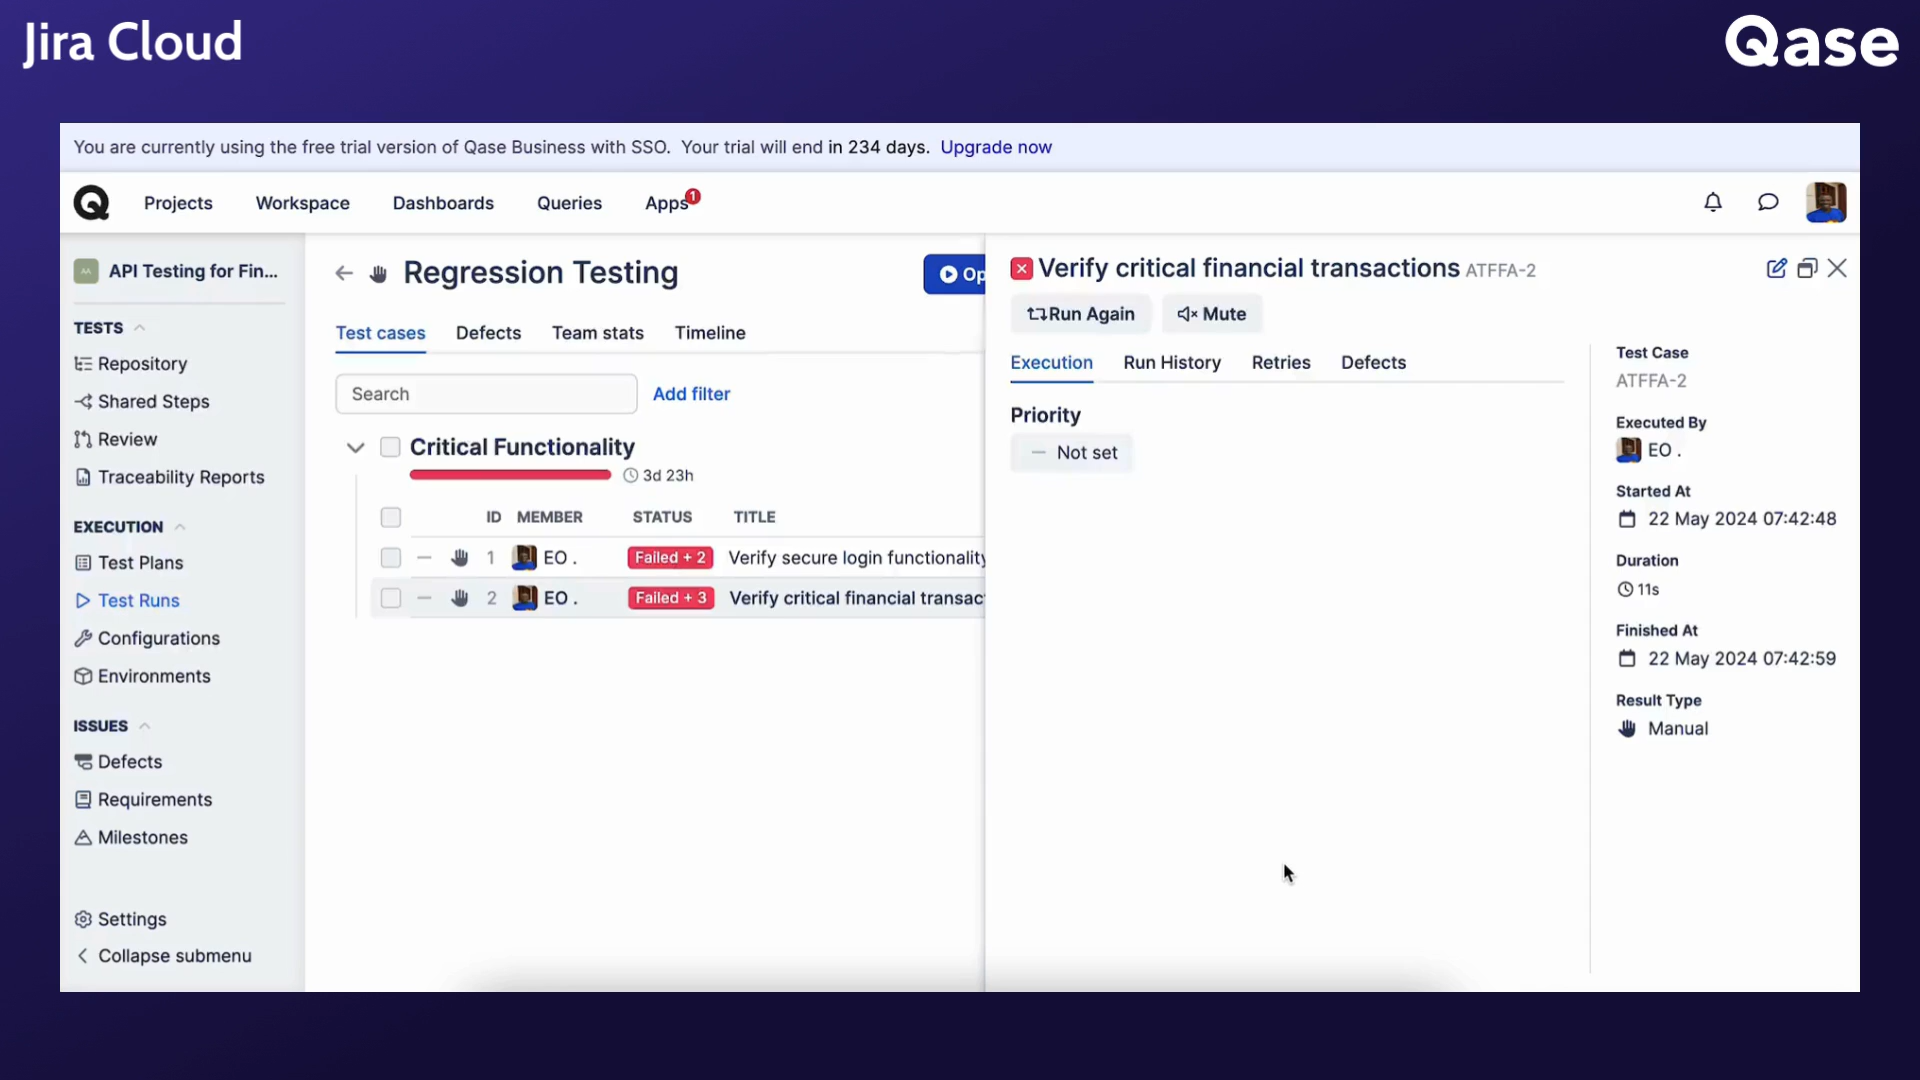 Jira Cloud
Qase
You are currently using the free trial version of Qase Business with SSO. Your trial will end in 234 days. Upgrade now
Projects
Workspace
Dashboards
Queries
Apps
1
API Testing for Fin...
TESTS
Repository
Shared Steps
Review
Traceability Reports
EXECUTION
Test Plans
Test Runs
Configurations
Environments
ISSUES
Defects
Requirements
Milestones
Settings
Collapse submenu
Regression Testing
Op
Test cases
Defects
Team stats
Timeline
Search
Add filter
Critical Functionality
3d 23h
ID MEMBER STATUS TITLE
1 EO . Failed + 2 Verify secure login functionality
2 EO . Failed + 3 Verify critical financial transac
Verify critical financial transactions ATFFA-2
Run Again
Mute
Execution
Run History
Retries
Defects
Priority
Not set
Test Case
ATFFA-2
Executed By
EO .
Started At
22 May 2024 07:42:48
Duration
11s
Finished At
22 May 2024 07:42:59
Result Type
Manual